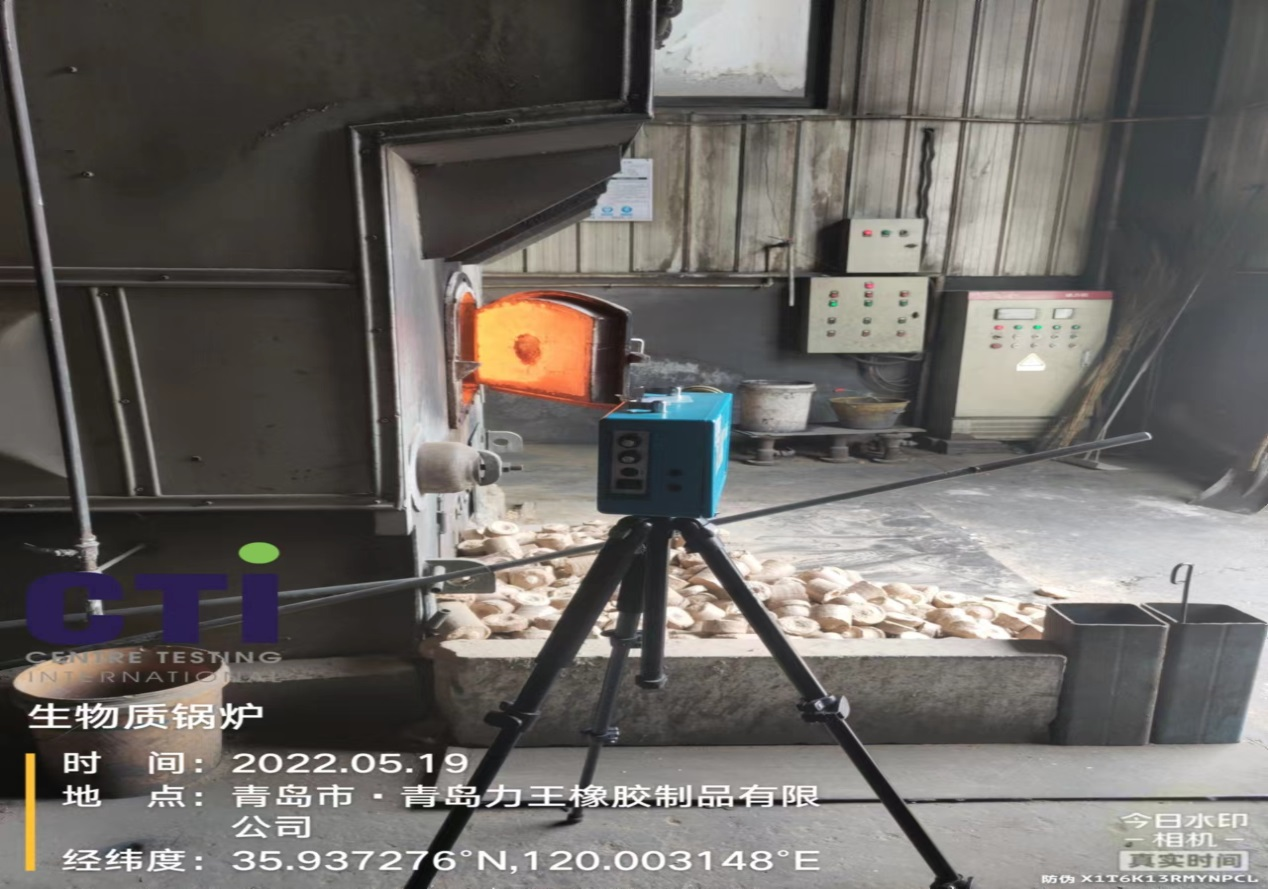 CTI
CENTRE TESTING
INTERNATIONAL
生物质锅炉
时 间：2022.05.19
地 点：青岛市·青岛力王橡胶制品有限
公司
经纬度：35.937276°N,120.003148°E
今日水印
相机
真实时间
防伪 X1T6K13RMYNPCL